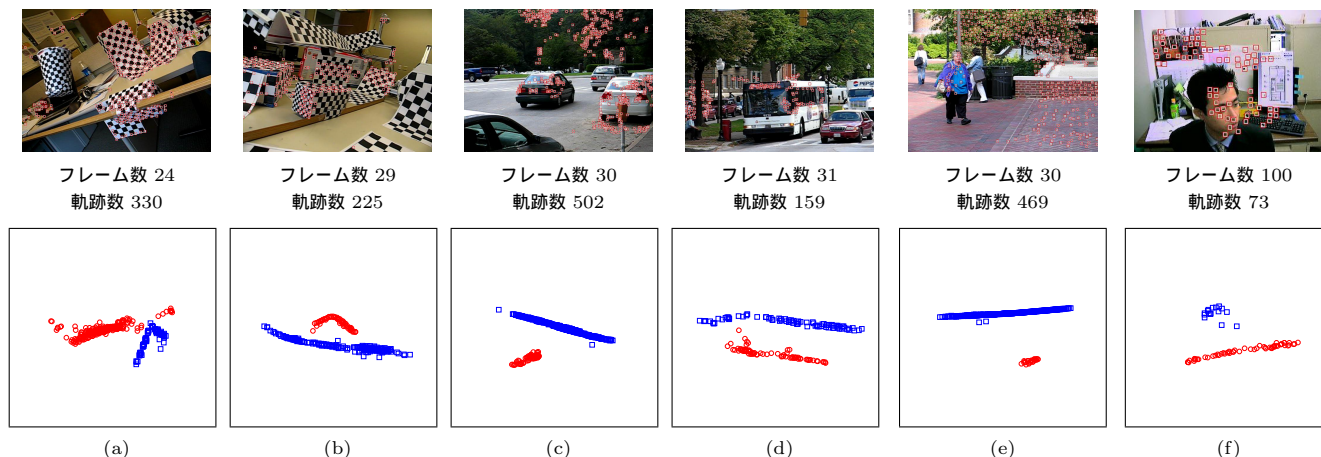 フレーム数 24
軌跡数 330
フレーム数 29
軌跡数 225
フレーム数 30
軌跡数 502
フレーム数 31
軌跡数 159
フレーム数 30
軌跡数 469
フレーム数 100
軌跡数 73
(a)
(b)
(c)
(d)
(e)
(f)